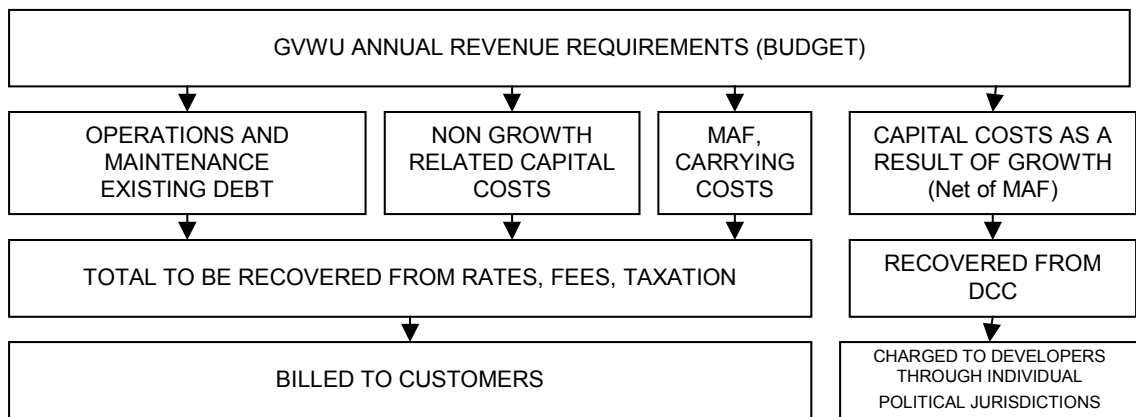 GVWU ANNUAL REVENUE REQUIREMENTS (BUDGET)
OPERATIONS AND
MAINTENANCE
EXISTING DEBT
NON GROWTH
RELATED CAPITAL
COSTS
MAF,
CARRYING
COSTS
CAPITAL COSTS AS A
RESULT OF GROWTH
(Net of MAF)
TOTAL TO BE RECOVERED FROM RATES, FEES, TAXATION
RECOVERED FROM
DCC
BILLED TO CUSTOMERS
CHARGED TO DEVELOPERS
THROUGH INDIVIDUAL
POLITICAL JURISDICTIONS